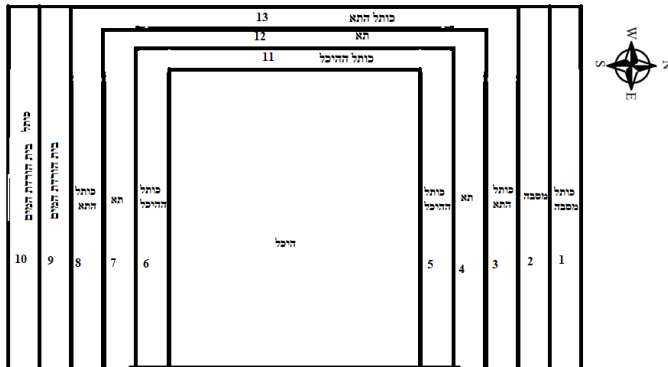 13 כותל התא
12 תא
11 כותל ההיכל
W
N
S
E
כותל
מסבה
1
מסבה
2
כותל
התא
3
תא
4
כותל
ההיכל
5
היכל
כותל
ההיכל
6
תא
7
כותל
התא
8
בית הורדת המים
9
כותל בית הורדת המים
10